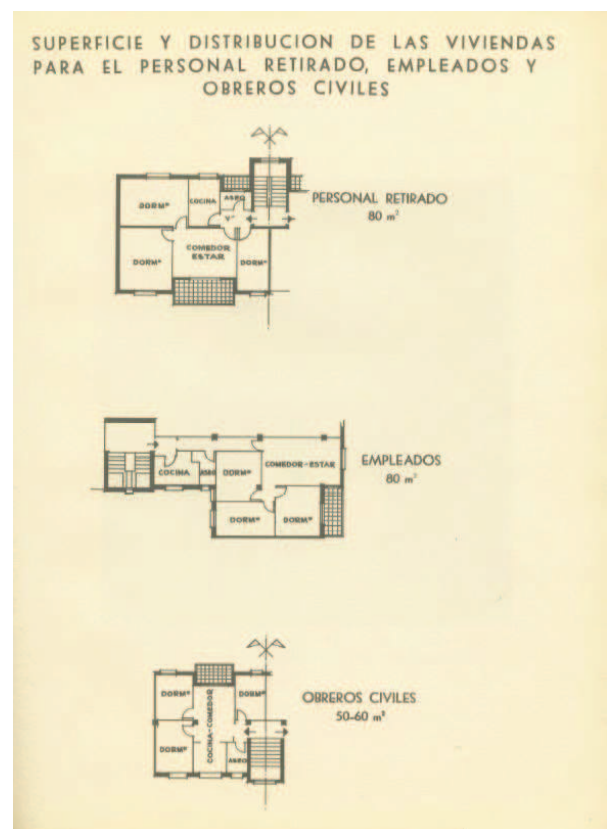 SUPERFICIE Y DISTRIBUCION DE LAS VIVIENDAS
PARA EL PERSONAL RETIRADO, EMPLEADOS Y
OBREROS CIVILES
DORMº
COCINA
ASEO
V
PERSONAL RETIRADO
80 m²
DORMº
COMEDOR
ESTAR
DORMº
COCINA
ASEO
DORMº
COMEDOR-ESTAR
EMPLEADOS
80 m²
DORMº
DORMº
DORMº
COCINA-COMEDOR
DORMº
OBREROS CIVILES
50-60 m²
DORMº
ASEO